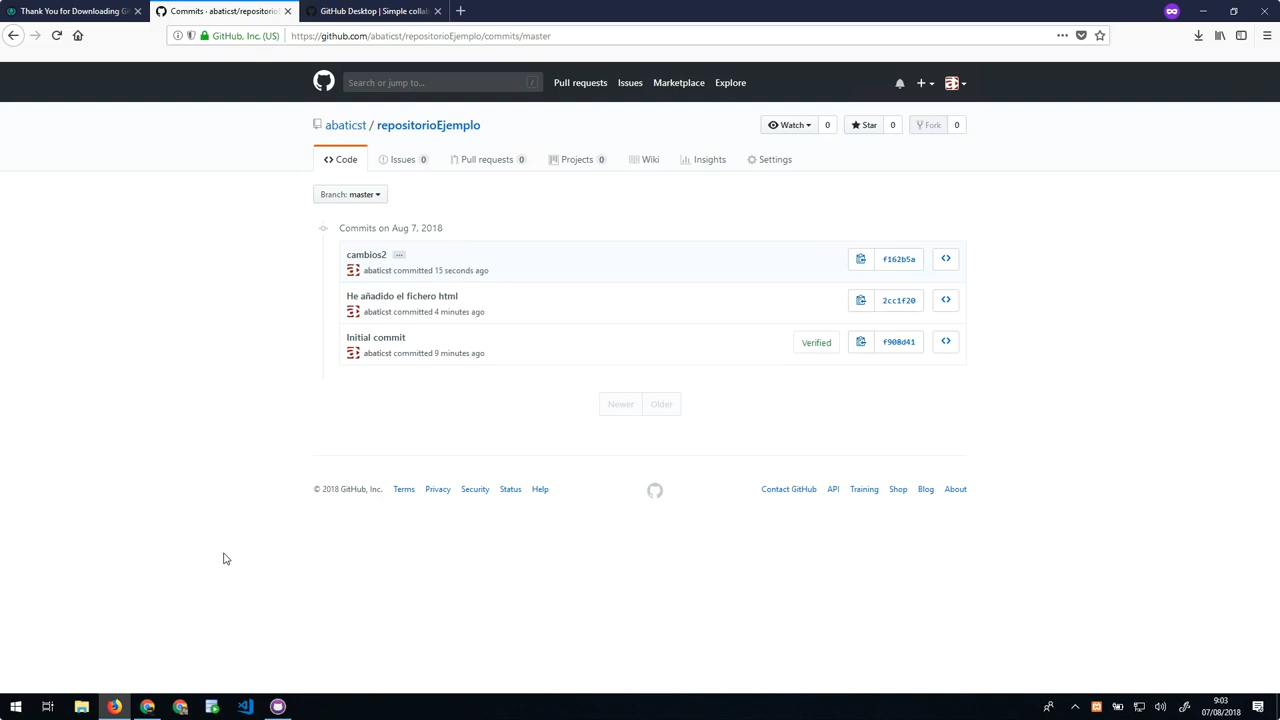 Thank You for Downloading Gi
Commits · abaticst/repositorioE
GitHub Desktop | Simple collab
GitHub, Inc. (US)
https://github.com/abaticst/repositorioEjemplo/commits/master
Search or jump to...
/
Pull requests
Issues
Marketplace
Explore
abaticst / repositorioEjemplo
Watch
0
Star
0
Fork
0
Code
Issues 0
Pull requests 0
Projects 0
Wiki
Insights
Settings
Branch: master
Commits on Aug 7, 2018
cambios2 ...
f162b5a
abaticst committed 15 seconds ago
He añadido el fichero html
2cc1f20
abaticst committed 4 minutes ago
Initial commit
Verified
f908d41
abaticst committed 9 minutes ago
Newer
Older
© 2018 GitHub, Inc.
Terms
Privacy
Security
Status
Help
Contact GitHub
API
Training
Shop
Blog
About
9:03
07/08/2018